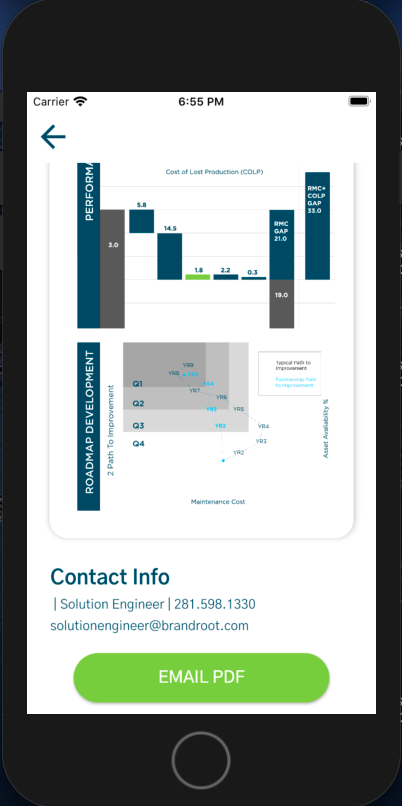 Carrier
6:55 PM
PERFORMA
Cost of Lost Production (COLP)
3.0
5.8
14.5
1.8
2.2
0.3
RMC
GAP
21.0
19.0
RMC+
COLP
GAP
33.0
ROADMAP DEVELOPMENT
2 Path To Improvement
Q1
Q2
Q3
Q4
YR9
YR8
YR5
YR4
YR7
YR6
YR3
YR5
YR2
YR4
YR3
YR2
Typical Path to
Improvement
Partnership Path
to Improvement
Asset Availability %
Maintenance Cost
Contact Info
| Solution Engineer | 281.598.1330
solutionengineer@brandroot.com
EMAIL PDF